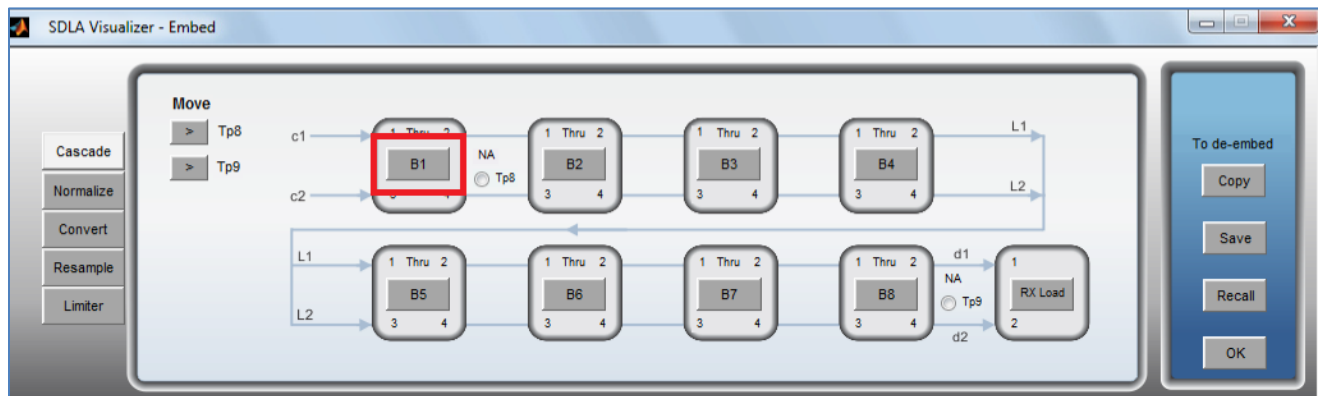 SDLA Visualizer - Embed
X
Move
> Tp8
> Tp9
Cascade
Normalize
Convert
Resample
Limiter
c1
c2
1 Thru 2
B1
3 4
NA
Tp8
1 Thru 2
B2
3 4
1 Thru 2
B3
3 4
1 Thru 2
B4
3 4
L1
L2
L1
L2
1 Thru 2
B5
3 4
1 Thru 2
B6
3 4
1 Thru 2
B7
3 4
1 Thru 2
B8
3 4
d1
NA
Tp9
d2
1
RX Load
2
To de-embed
Copy
Save
Recall
OK